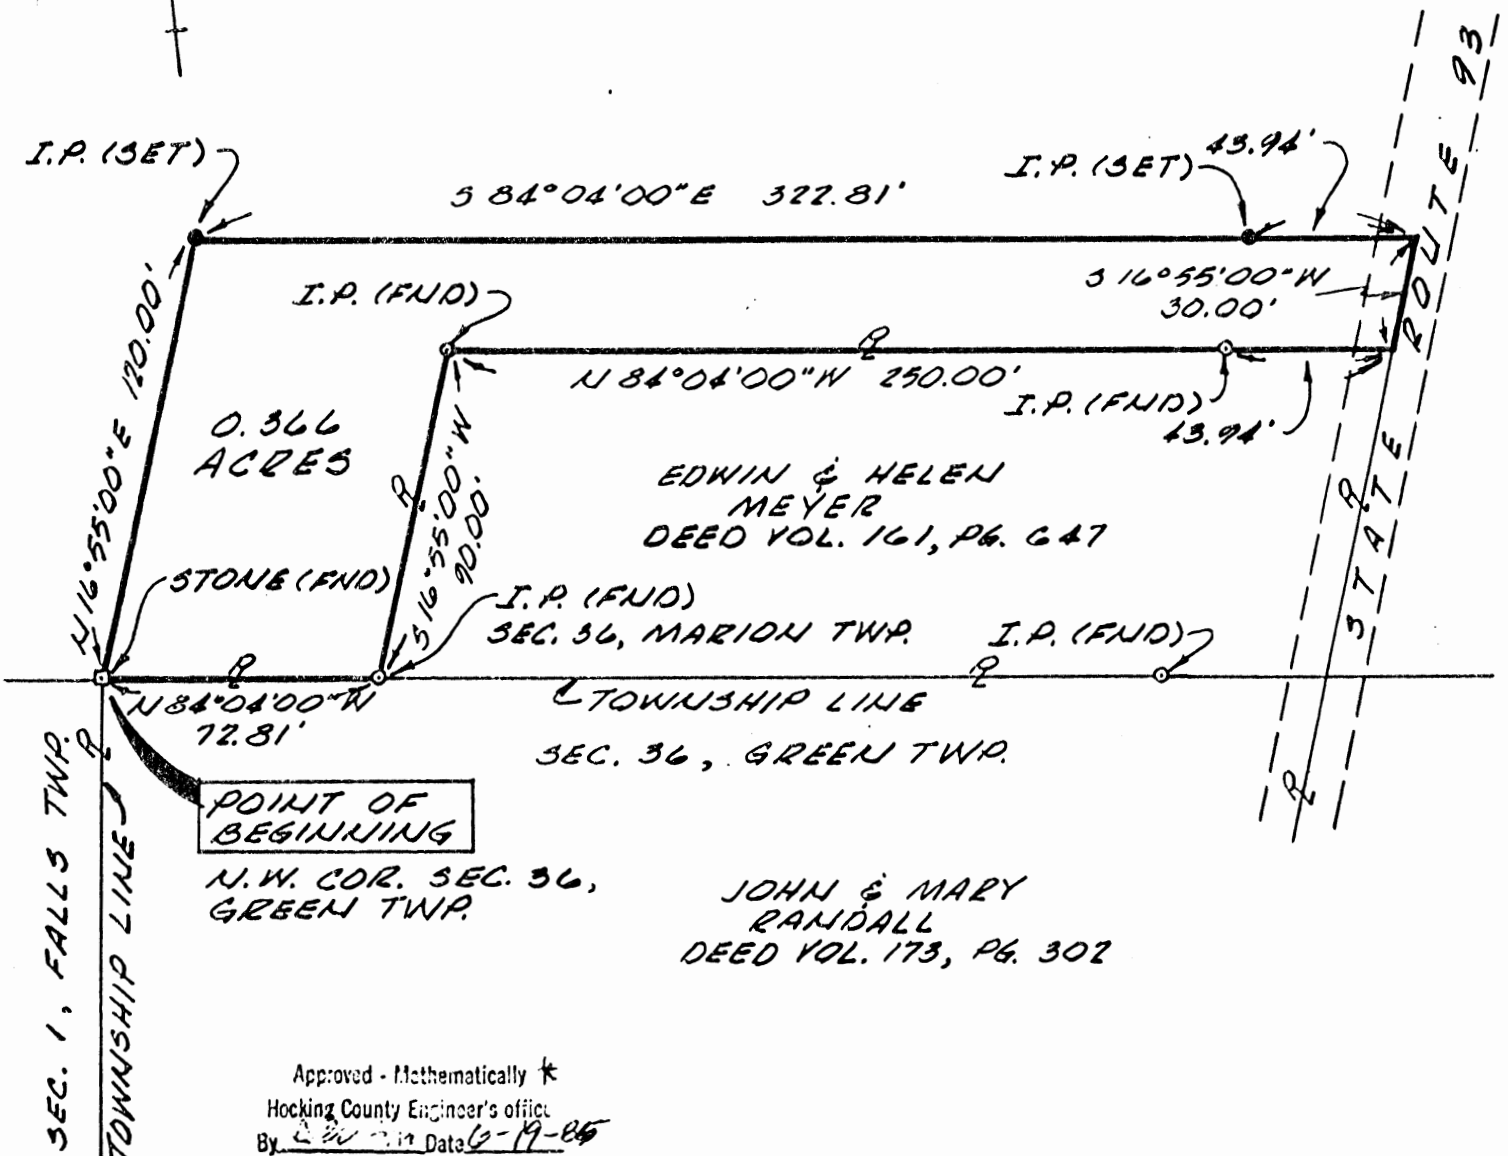 I.P. (SET)
I.P. (SET)
43.94'
S 84°04'00"E 322.81'
STATE ROUTE 93
I.P. (FND)
S 16°55'00"W
30.00'
N 16°55'00"E 120.00'
N 84°04'00"W 250.00'
I.P. (FND)
43.94'
0.366
ACRES
S 16°55'00"W
90.00'
EDWIN & HELEN
MEYER
DEED VOL. 161, PG. 647
STONE (FND)
I.P. (FND)
SEC. 36, MARION TWP.
I.P. (FND)
N 84°04'00"W
72.81'
TOWNSHIP LINE
SEC. 36, GREEN TWP.
POINT OF
BEGINNING
N.W. COR. SEC. 36,
GREEN TWP.
JOHN & MARY
RANDALL
DEED VOL. 173, PG. 302
SEC. 1, FALLS TWP.
TOWNSHIP LINE
Approved - Mathematically
Hocking County Engineer's office
By Date